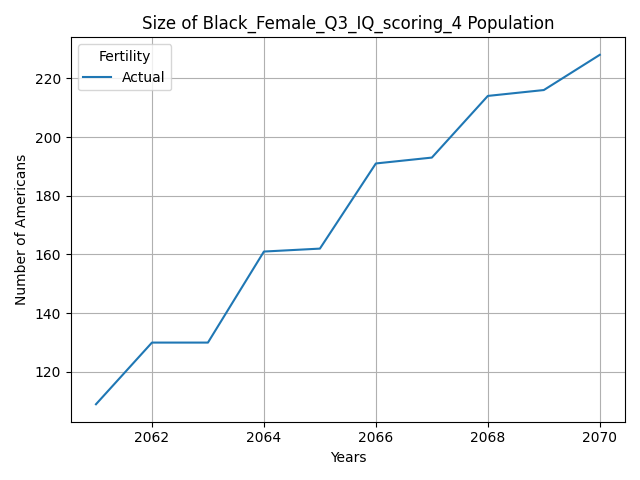 Size of Black_Female_Q3_IQ_scoring_4 Population
Fertility
Actual
Number of Americans
220
200
180
160
140
120
2062 2064 2066 2068 2070
Years